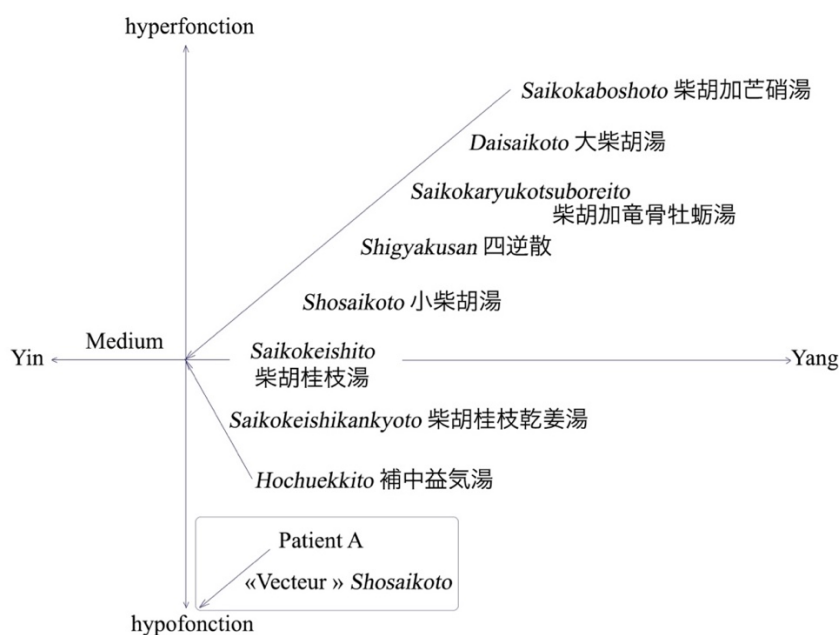 hyperfonction
Saikokaboshoto 柴胡加芒硝湯
Daisaikoto 大柴胡湯
Saikokaryukotsuboreito
柴胡加竜骨牡蛎湯
Shigyakusan 四逆散
Shosaikoto 小柴胡湯
Medium
Yin
Saikokeishito
柴胡桂枝湯
Yang
Saikokeishikankyoto 柴胡桂枝乾姜湯
Hochuekkito 補中益気湯
Patient A
«Vecteur » Shosaikoto
hypofonction